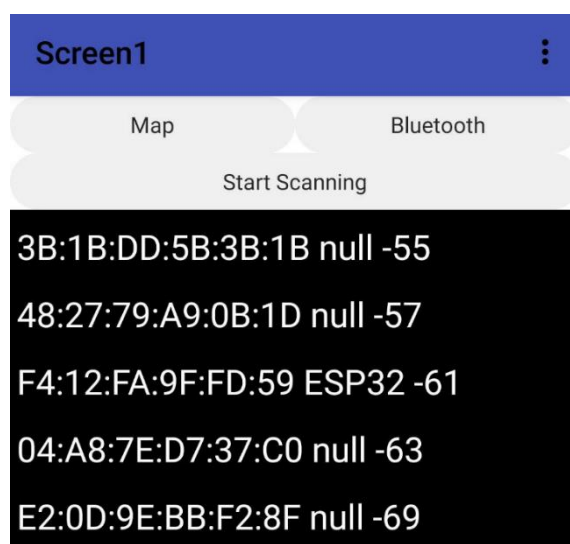 Screen1
Map Bluetooth
Start Scanning
3B:1B:DD:5B:3B:1B null -55
48:27:79:A9:0B:1D null -57
F4:12:FA:9F:FD:59 ESP32 -61
04:A8:7E:D7:37:C0 null -63
E2:0D:9E:BB:F2:8F null -69